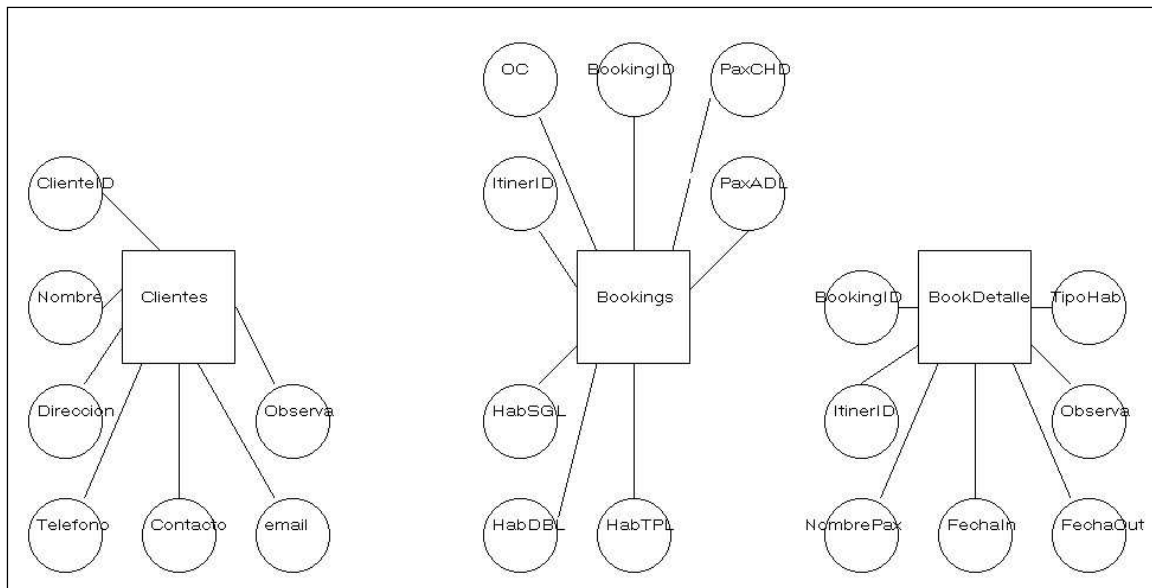 OC
BookingID
PaxCHD
ClienteID
ItinerID
PaxADL
Nombre
Clientes
Bookings
BookingID
BookDetalle
TipoHab
Dirección
Observa
HabSGL
ItinerID
Observa
Telefono
Contacto
email
HabDBL
HabTPL
NombrePax
FechaIn
FechaOut